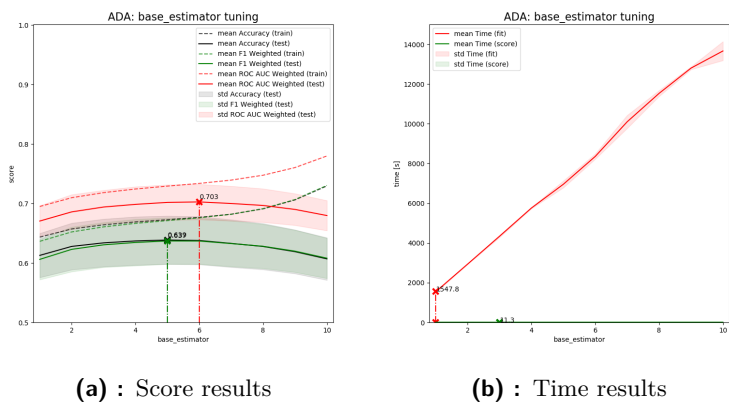 ADA: base_estimator tuning
1.0
0.9
0.8
0.7
0.6
0.5
score
mean Accuracy (train)
mean Accuracy (test)
mean F1 Weighted (train)
mean F1 Weighted (test)
mean ROC AUC Weighted (train)
mean ROC AUC Weighted (test)
std Accuracy (test)
std F1 Weighted (test)
std ROC AUC Weighted (test)
0.703
0.639
2 4 6 8 10
base_estimator
(a) : Score results
ADA: base_estimator tuning
14000
12000
10000
8000
6000
4000
2000
0
time [s]
mean Time (fit)
mean Time (score)
std Time (fit)
std Time (score)
1547.8
11.3
2 4 6 8 10
base_estimator
(b) : Time results